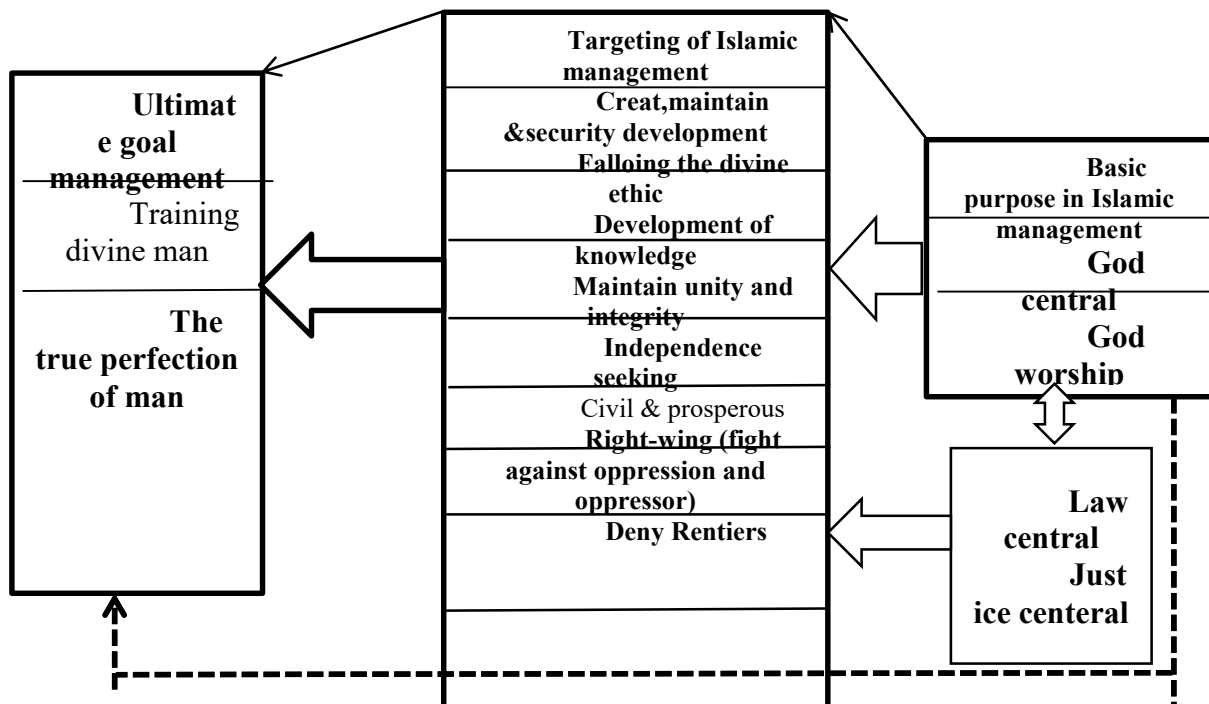 Ultimat
e goal
management
Training
divine man
The
true perfection
of man
Targeting of Islamic
management
Creat,maintain
&security development
Falloing the divine
ethic
Development of
knowledge
Maintain unity and
integrity
Independence
seeking
Civil & prosperous
Right-wing (fight
against oppression and
oppressor)
Deny Rentiers
Basic
purpose in Islamic
management
God
central
God
worship
Law
central
Just
ice centeral